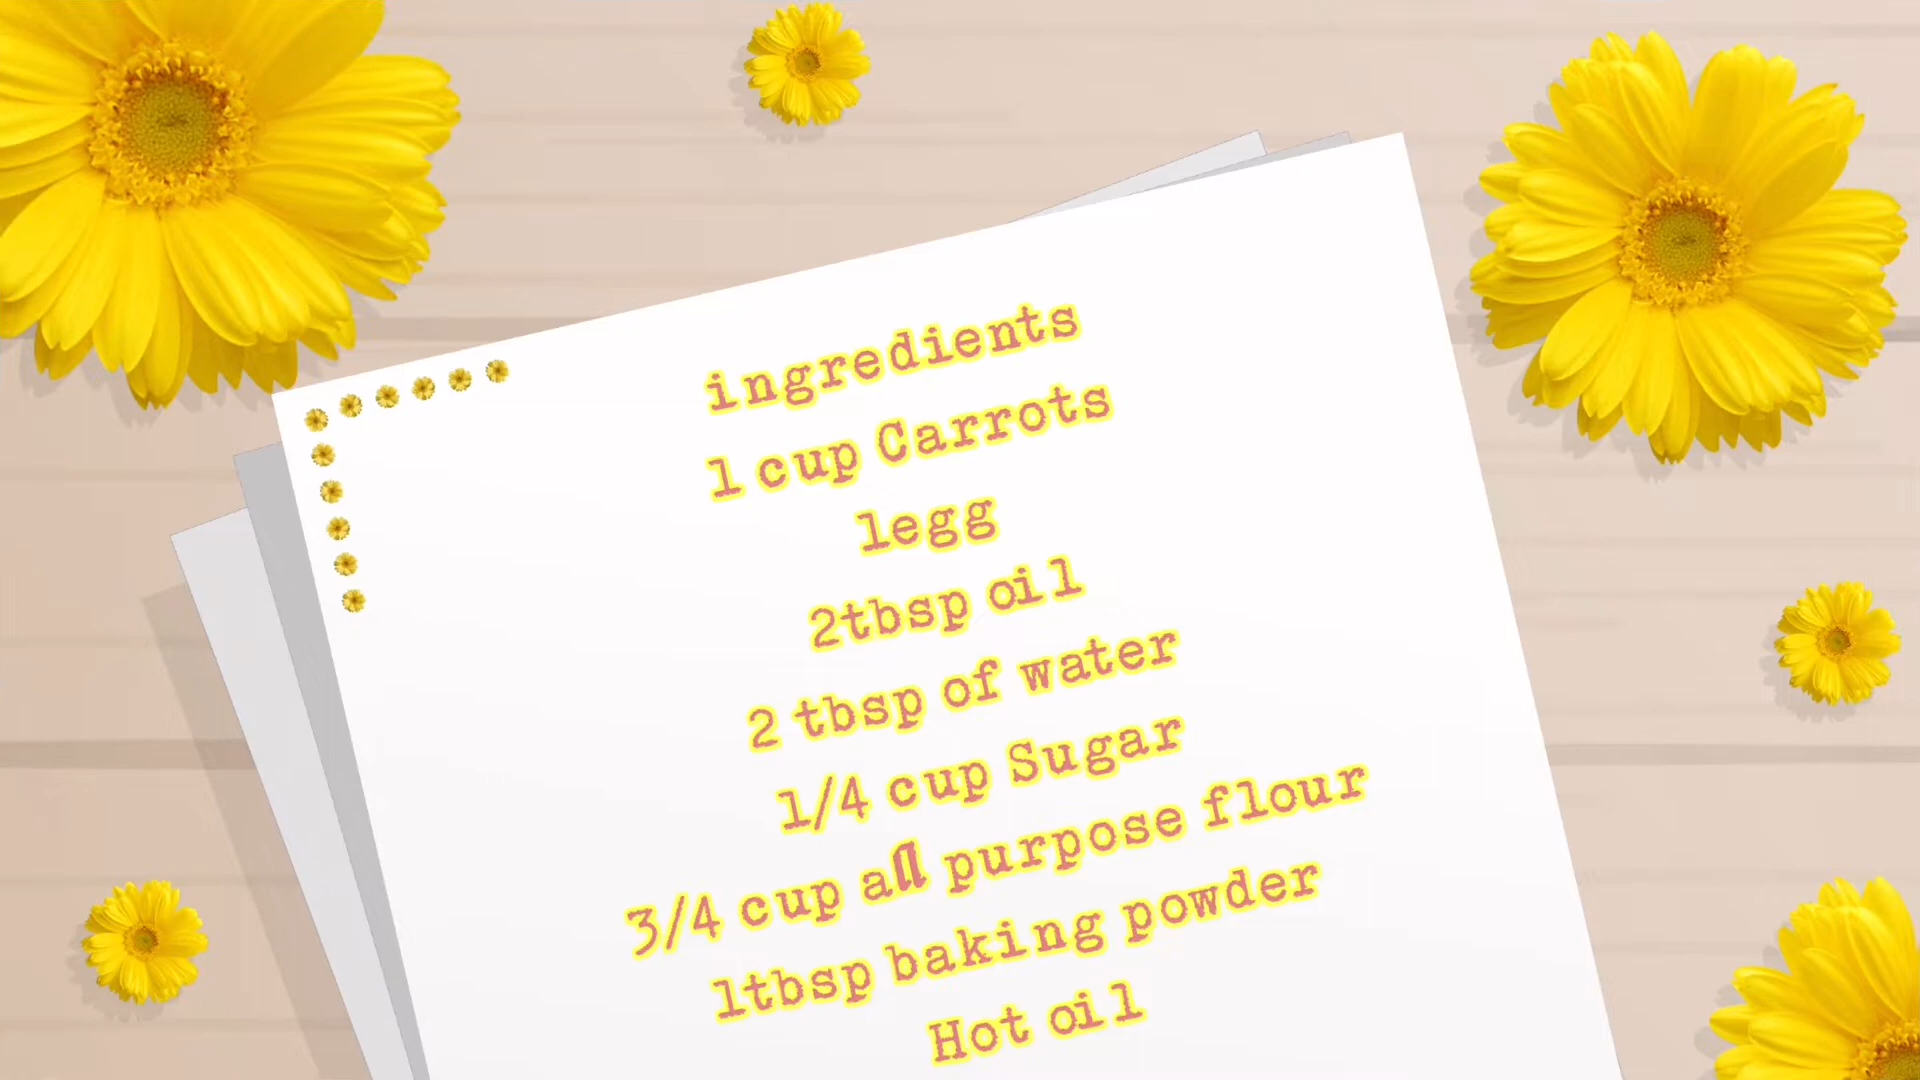 ingredients
1 cup Carrots
1egg
2tbsp oil
2 tbsp of water
1/4 cup Sugar
3/4 cup all purpose flour
1tbsp baking powder
Hot oil